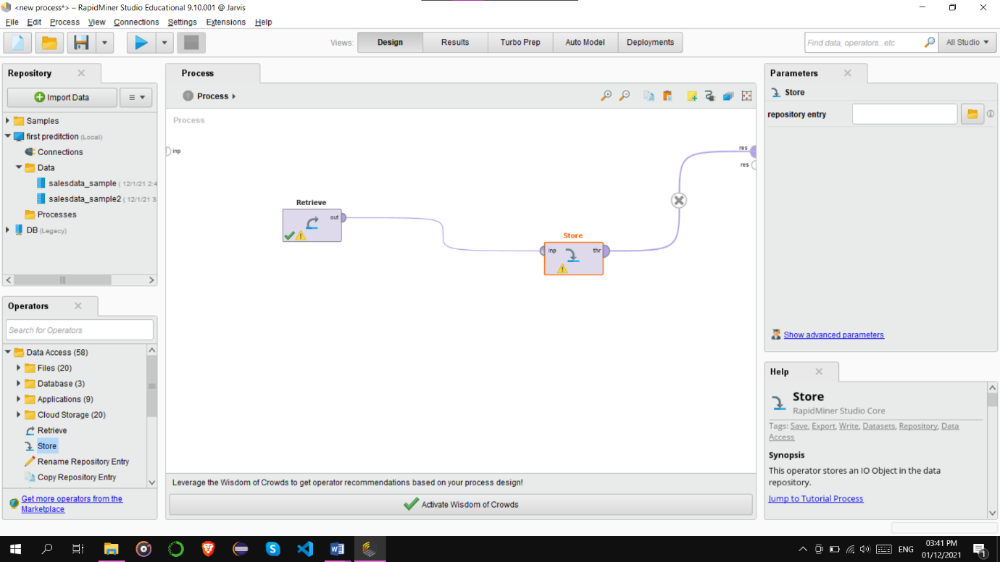 <new process*> – RapidMiner Studio Educational 9.10.001 @ Jarvis
File Edit Process View Connections Settings Extensions Help
Views: Design Results Turbo Prep Auto Model Deployments
Find data, operators...etc
All Studio
Repository
Import Data
Samples
first preditction (Local)
Connections
Data
salesdata_sample ( 12/1/21 2:4
salesdata_sample2 ( 12/1/21 3
Processes
DB (Legacy)
Operators
Search for Operators
Data Access (58)
Files (20)
Database (3)
Applications (9)
Cloud Storage (20)
Retrieve
Store
Rename Repository Entry
Copy Repository Entry
Get more operators from the
Marketplace
Process
Process
Process
inp
res
res
Retrieve
out
Store
inp thr
Leverage the Wisdom of Crowds to get operator recommendations based on your process design!
Activate Wisdom of Crowds
Parameters
Store
repository entry
Show advanced parameters
Help
Store
RapidMiner Studio Core
Tags: Save, Export, Write, Datasets, Repository, Data
Access
Synopsis
This operator stores an IO Object in the data
repository.
Jump to Tutorial Process
ENG
03:41 PM
01/12/2021
1